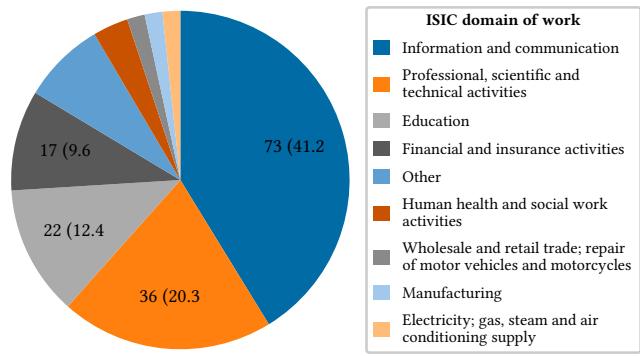 ISIC domain of work
Information and communication
Professional, scientific and
technical activities
Education
Financial and insurance activities
Other
Human health and social work
activities
Wholesale and retail trade; repair
of motor vehicles and motorcycles
Manufacturing
Electricity; gas, steam and air
conditioning supply
73 (41.2
17 (9.6
22 (12.4
36 (20.3